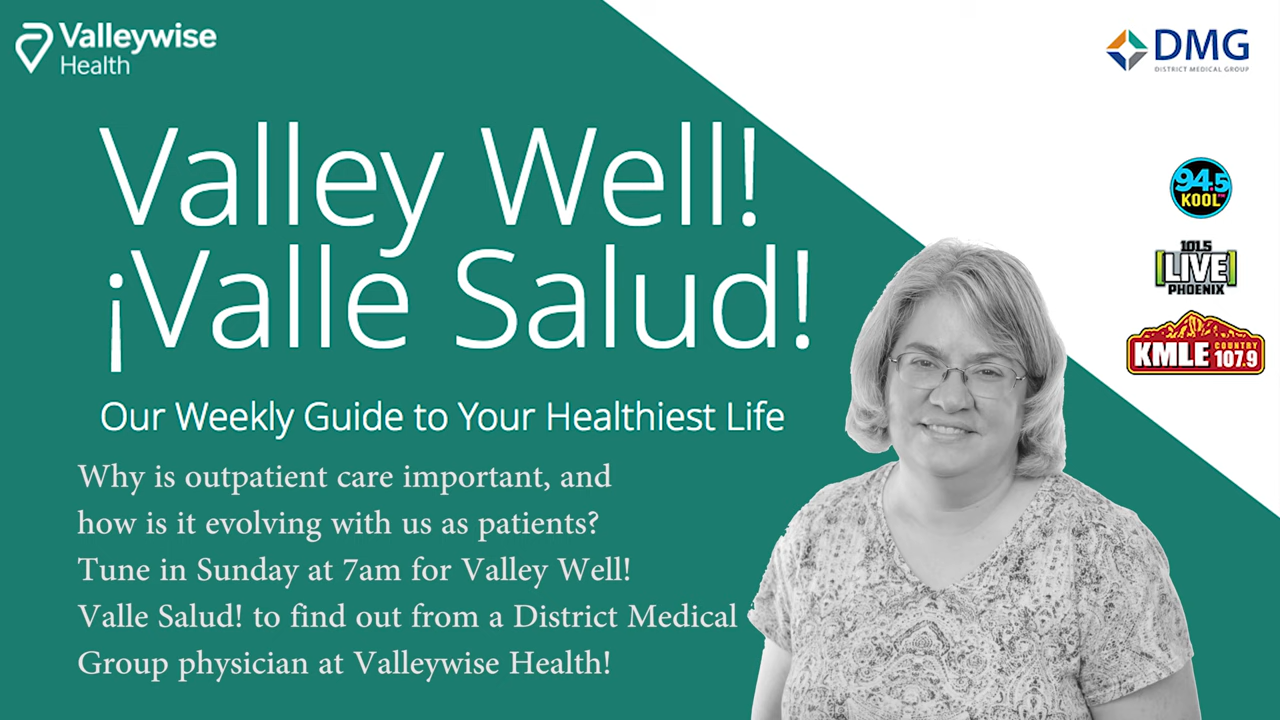 Valleywise
Health
DMG
DISTRICT MEDICAL GROUP
Valley Well!
¡Valle Salud!
Our Weekly Guide to Your Healthiest Life
Why is outpatient care important, and
how is it evolving with us as patients?
Tune in Sunday at 7am for Valley Well!
Valle Salud! to find out from a District Medical
Group physician at Valleywise Health!
94.5
KOOL FM
101.5
LIVE
PHOENIX
KMLE COUNTRY 107.9